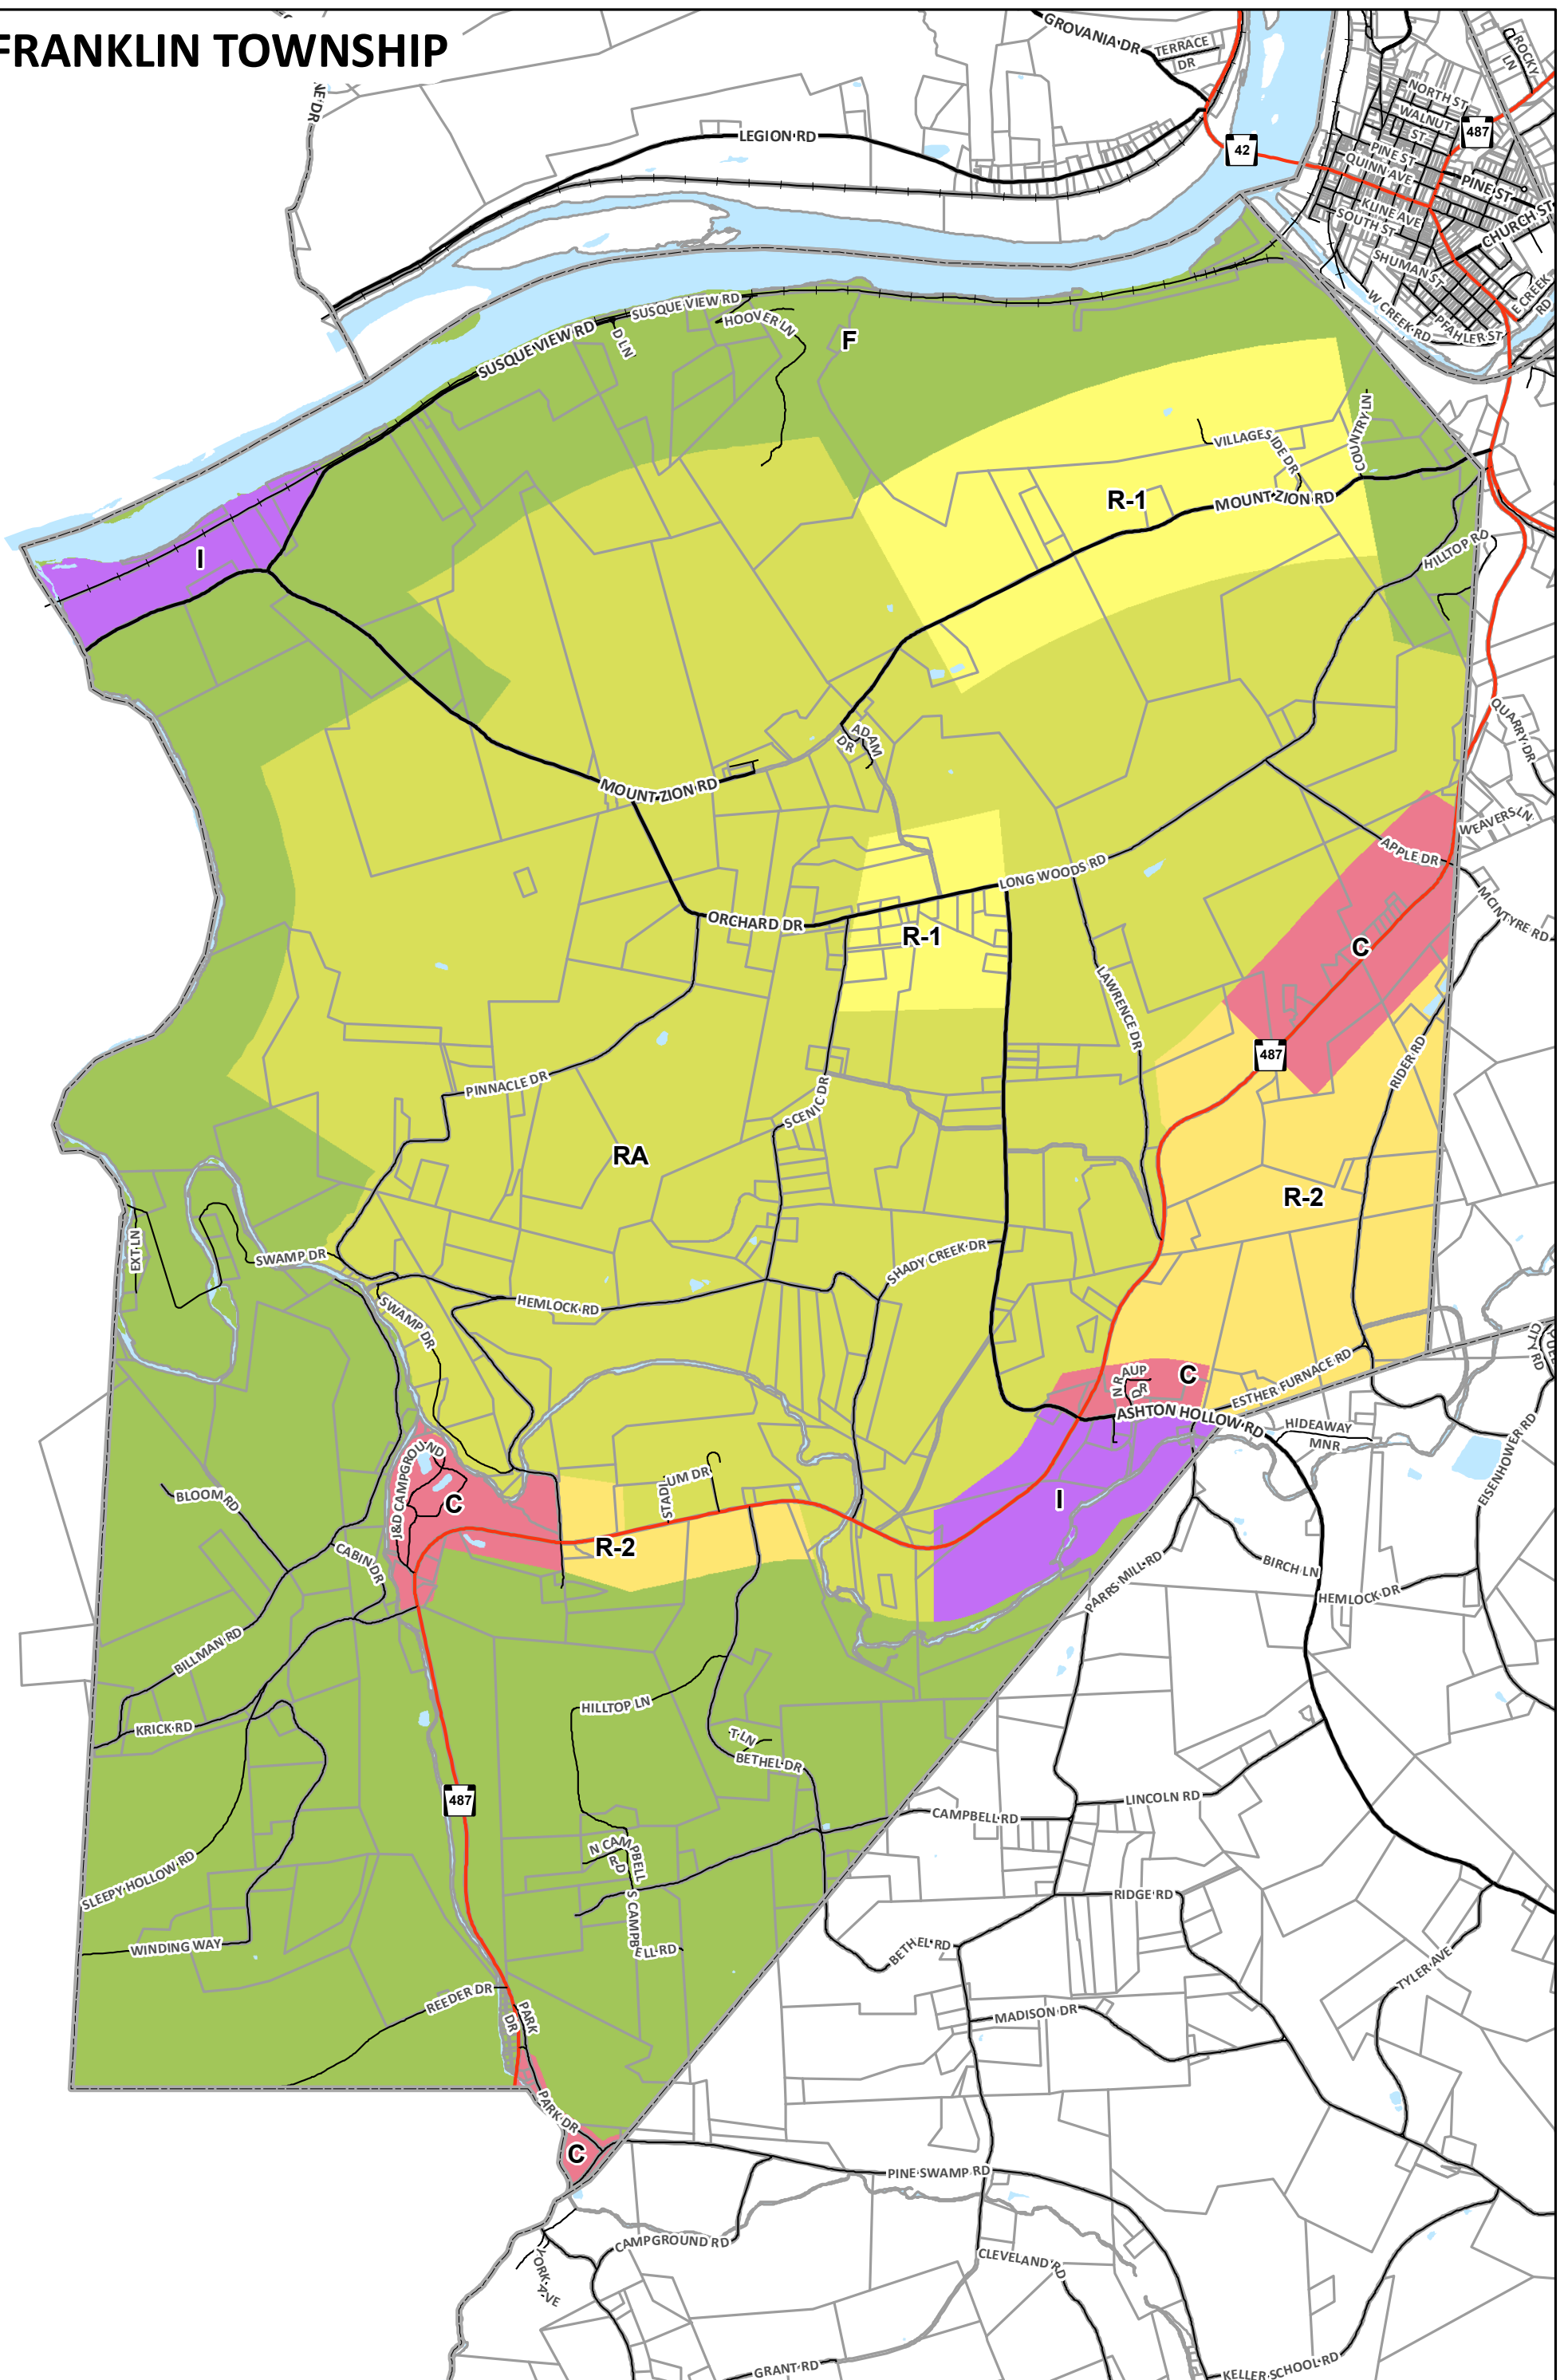 FRANKLIN TOWNSHIP
GROVANIA DR
TERRACE
DR
ROCKY
LN
NE DR
LEGION RD
42
487
NORTH ST
WALNUT
ST
PINE ST
QUINN AVE
PINE ST
KLINE AVE
SOUTH ST
CHURCH ST
SHUMAN ST
W CREEK RD
PFAHLER ST
E CREEK
RD
SUSQUE VIEW RD
SUSQUE VIEW RD
D LN
HOOVER LN
F
VILLAGESIDE DR
COUNTRY LN
R-1
MOUNT ZION RD
HILLTOP RD
I
QUARRY DR
ADAM
DR
MOUNT ZION RD
WEAVERS LN
APPLE DR
LONG WOODS RD
MCINTYRE RD
ORCHARD DR
R-1
C
LAWRENCE DR
487
RIDER RD
PINNACLE DR
SCENIC DR
RA
R-2
EXT LN
SWAMP DR
SHADY CREEK DR
SWAMP DR
HEMLOCK RD
CITY RD
N RAUP
DR
C
ESTHER FURNACE RD
ASHTON HOLLOW RD
HIDEAWAY
MNR
EISENHOWER RD
J&D CAMPGROUND
BLOOM RD
C
STADIUM DR
I
R-2
CABIN DR
PARRS MILL RD
BIRCH LN
HEMLOCK DR
BILLMAN RD
KRICK RD
HILLTOP LN
T LN
BETHEL DR
487
LINCOLN RD
CAMPBELL RD
N CAMPBELL
RD
SLEEPY HOLLOW RD
S CAMPBELL RD
RIDGE RD
WINDING WAY
BETHEL RD
TYLER AVE
REEDER DR
PARK
DR
MADISON DR
PARK DR
C
PINE SWAMP RD
CAMPGROUND RD
CLEVELAND RD
YORK AVE
GRANT RD
KELLER SCHOOL RD